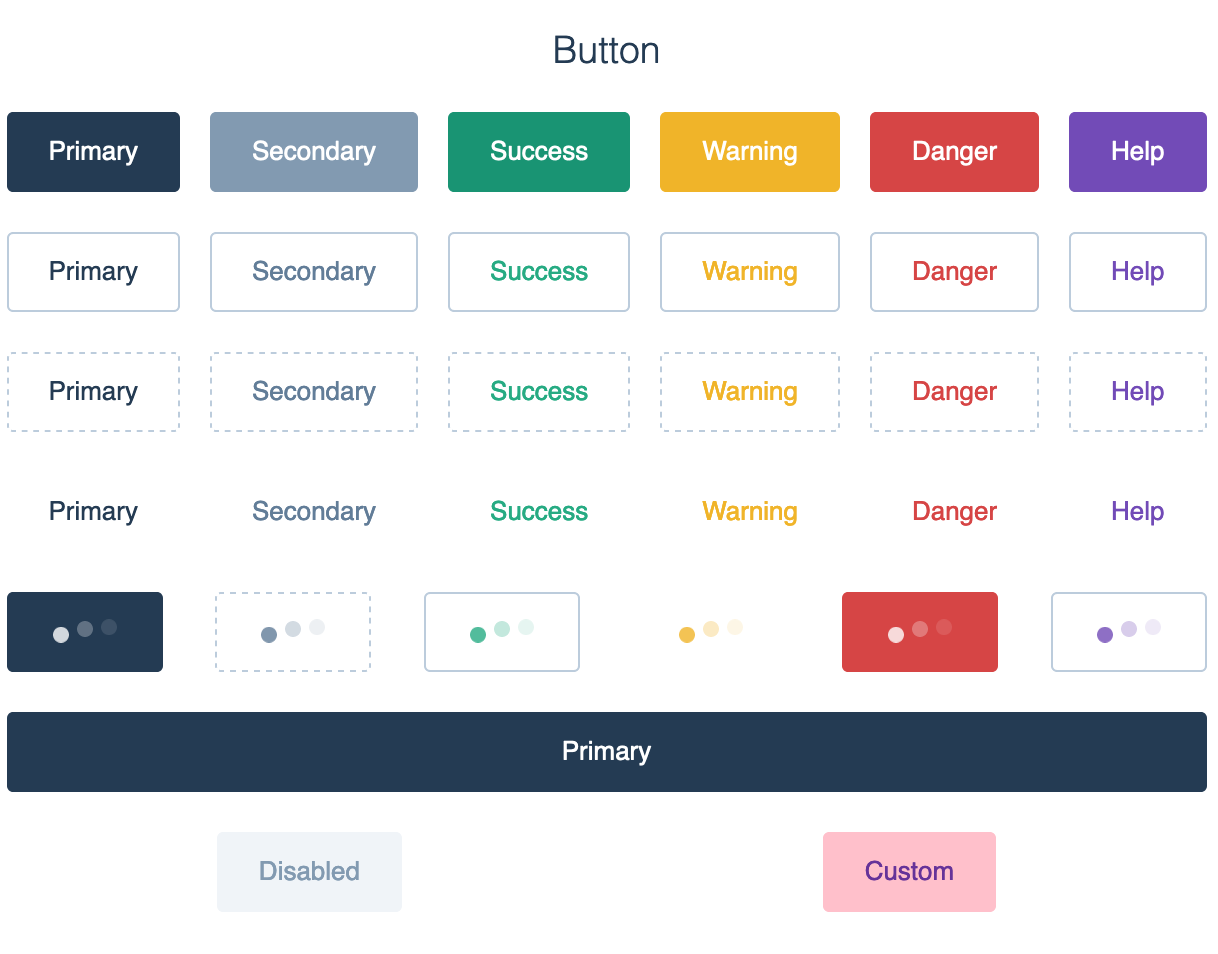 Button
Primary Secondary Success Warning Danger Help
Primary Secondary Success Warning Danger Help
Primary Secondary Success Warning Danger Help
Primary Secondary Success Warning Danger Help
Primary
Disabled Custom